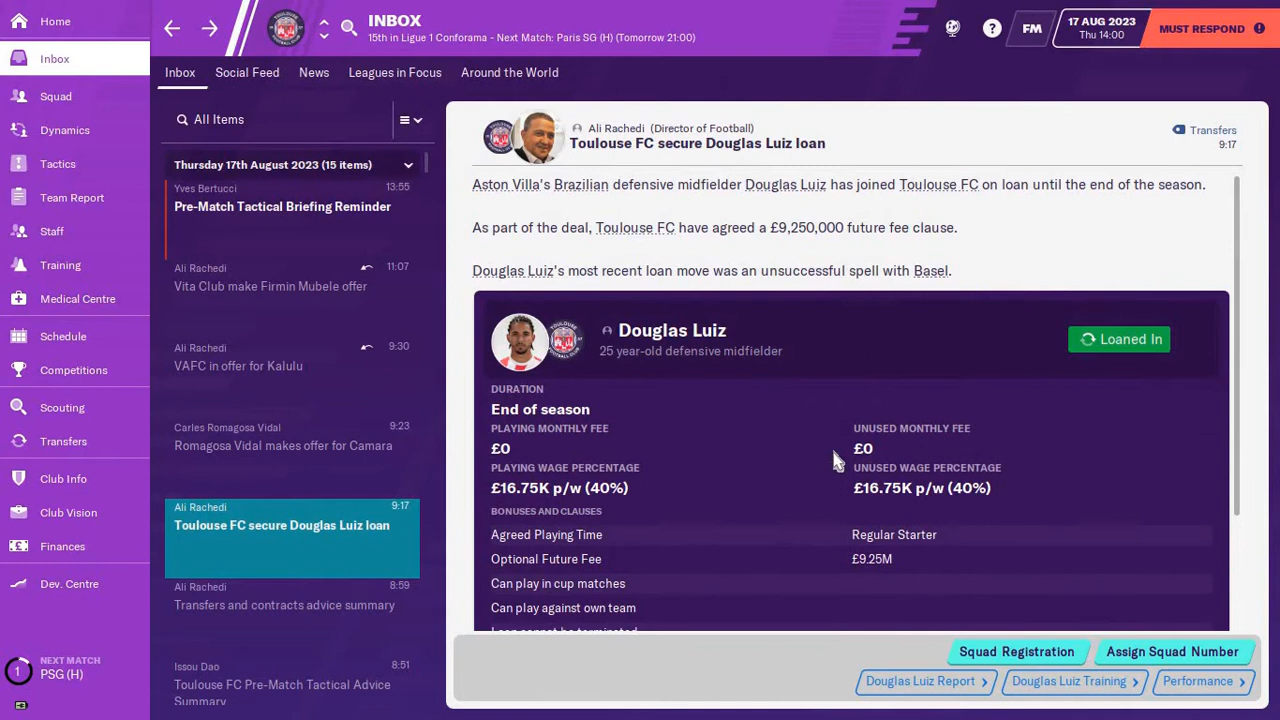 Home
Inbox
Squad
Dynamics
Tactics
Team Report
Staff
Training
Medical Centre
Schedule
Competitions
Scouting
Transfers
Club Info
Club Vision
Finances
Dev. Centre
1
NEXT MATCH
PSG (H)
INBOX
15th in Ligue 1 Conforama - Next Match: Paris SG (H) (Tomorrow 21:00)
?
FM
17 AUG 2023
Thu 14:00
MUST RESPOND
Inbox Social Feed News Leagues in Focus Around the World
All Items
Thursday 17th August 2023 (15 items)
Yves Bertucci 13:55
Pre-Match Tactical Briefing Reminder
Ali Rachedi 11:07
Vita Club make Firmin Mubele offer
Ali Rachedi 9:30
VAFC in offer for Kalulu
Carles Romagosa Vidal 9:23
Romagosa Vidal makes offer for Camara
Ali Rachedi 9:17
Toulouse FC secure Douglas Luiz loan
Ali Rachedi 8:59
Transfers and contracts advice summary
Issou Dao 8:51
Toulouse FC Pre-Match Tactical Advice
Summary
Ali Rachedi (Director of Football)
Toulouse FC secure Douglas Luiz loan
Transfers
9:17
Aston Villa's Brazilian defensive midfielder Douglas Luiz has joined Toulouse FC on loan until the end of the season.
As part of the deal, Toulouse FC have agreed a £9,250,000 future fee clause.
Douglas Luiz's most recent loan move was an unsuccessful spell with Basel.
Douglas Luiz
25 year-old defensive midfielder
Loaned In
DURATION
End of season
PLAYING MONTHLY FEE UNUSED MONTHLY FEE
£0 £0
PLAYING WAGE PERCENTAGE UNUSED WAGE PERCENTAGE
£16.75K p/w (40%) £16.75K p/w (40%)
BONUSES AND CLAUSES
Agreed Playing Time Regular Starter
Optional Future Fee £9.25M
Can play in cup matches
Can play against own team
Loan cannot be terminated
Squad Registration Assign Squad Number
Douglas Luiz Report Douglas Luiz Training Performance